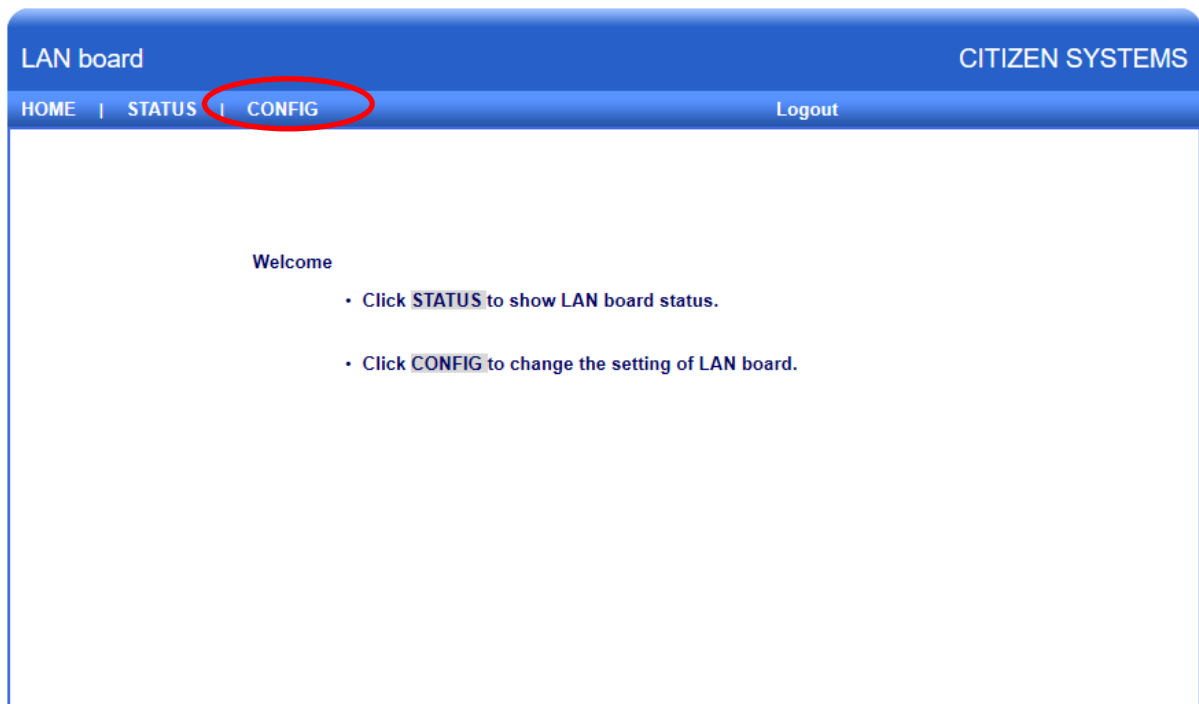 LAN board CITIZEN SYSTEMS
HOME | STATUS | CONFIG Logout
Welcome
• Click STATUS to show LAN board status.
• Click CONFIG to change the setting of LAN board.